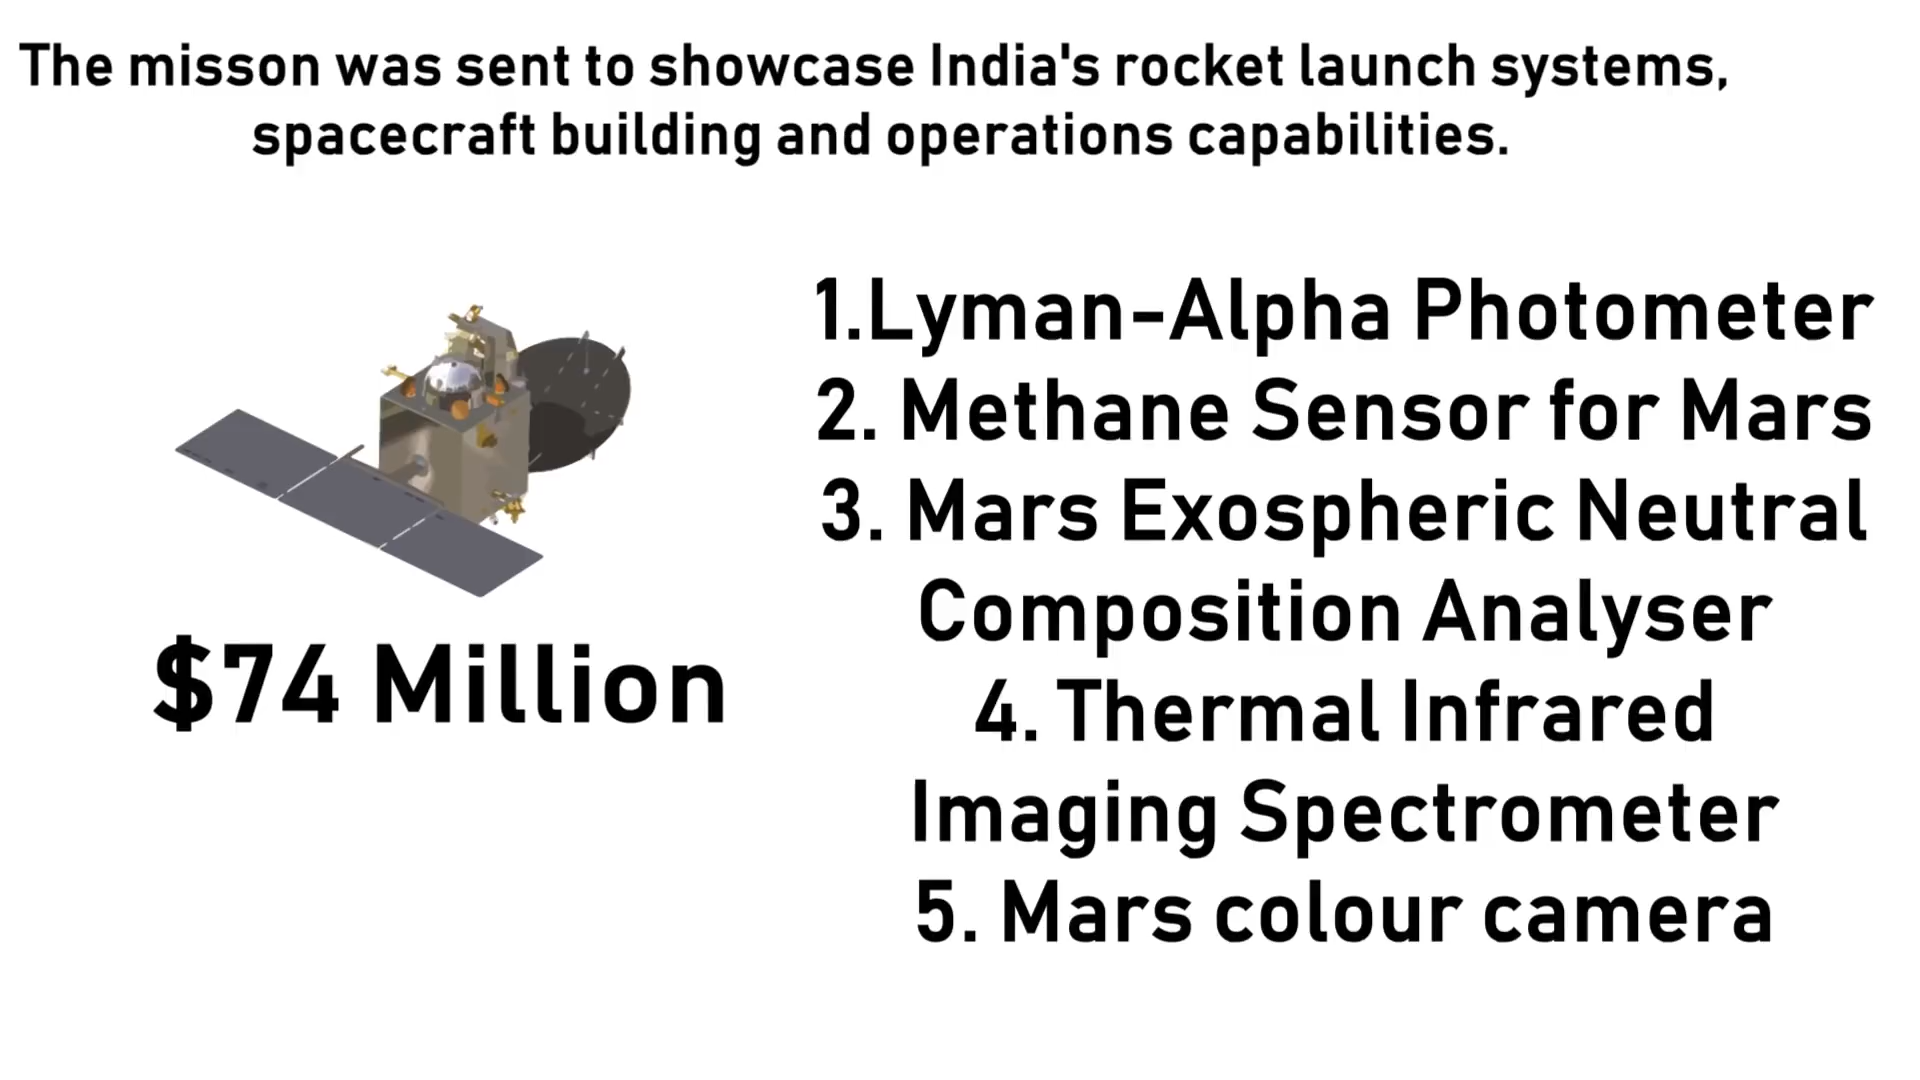 The misson was sent to showcase India's rocket launch systems,
spacecraft building and operations capabilities.
$74 Million
1.Lyman-Alpha Photometer
2. Methane Sensor for Mars
3. Mars Exospheric Neutral
Composition Analyser
4. Thermal Infrared
Imaging Spectrometer
5. Mars colour camera